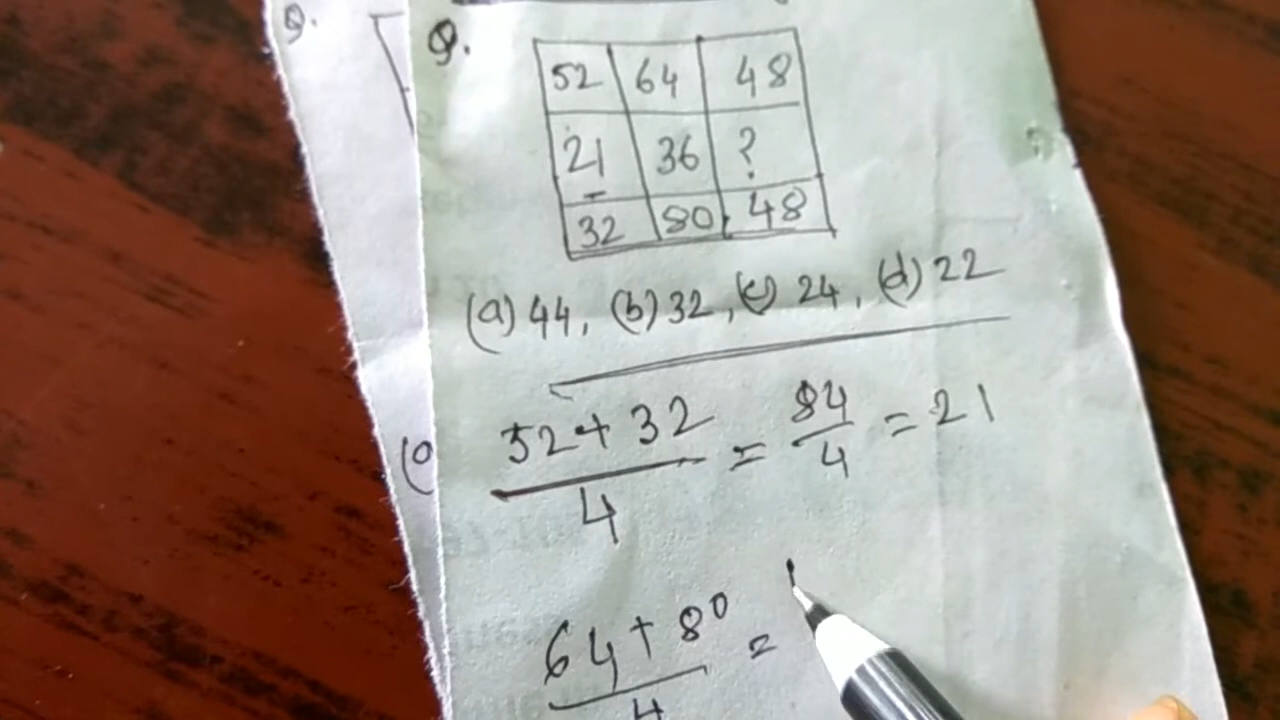 Q.
Q.
52 64 48
21 36 ?
32 80 48
(a) 44, (b) 32, (c) 24, (d) 22
52 + 32 / 4 = 84 / 4 = 21
64 + 80 / 4 =